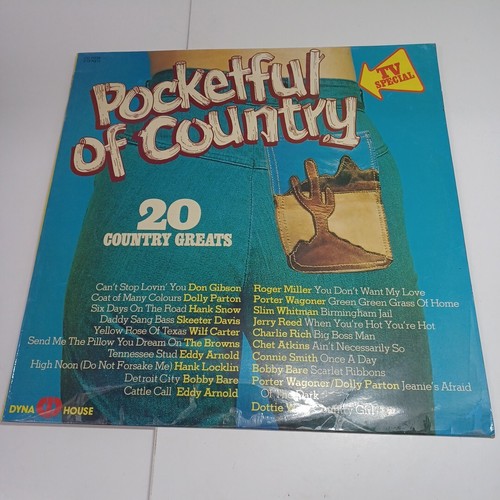 Pocketful
of Country
TV
SPECIAL
20
COUNTRY GREATS
Can't Stop Lovin' You Don Gibson
Coat of Many Colours Dolly Parton
Six Days On The Road Hank Snow
Daddy Sang Bass Skeeter Davis
Yellow Rose Of Texas Wilf Carter
Send Me The Pillow You Dream On The Browns
Tennessee Stud Eddy Arnold
High Noon (Do Not Forsake Me) Hank Locklin
Detroit City Bobby Bare
Cattle Call Eddy Arnold
Roger Miller You Don't Want My Love
Porter Wagoner Green Green Grass Of Home
Slim Whitman Birmingham Jail
Jerry Reed When You're Hot You're Hot
Charlie Rich Big Boss Man
Chet Atkins Ain't Necessarily So
Connie Smith Once A Day
Bobby Bare Scarlet Ribbons
Porter Wagoner/Dolly Parton Jeanie's Afraid
Of The Dark
Dottie Country Girl
DYNA HOUSE